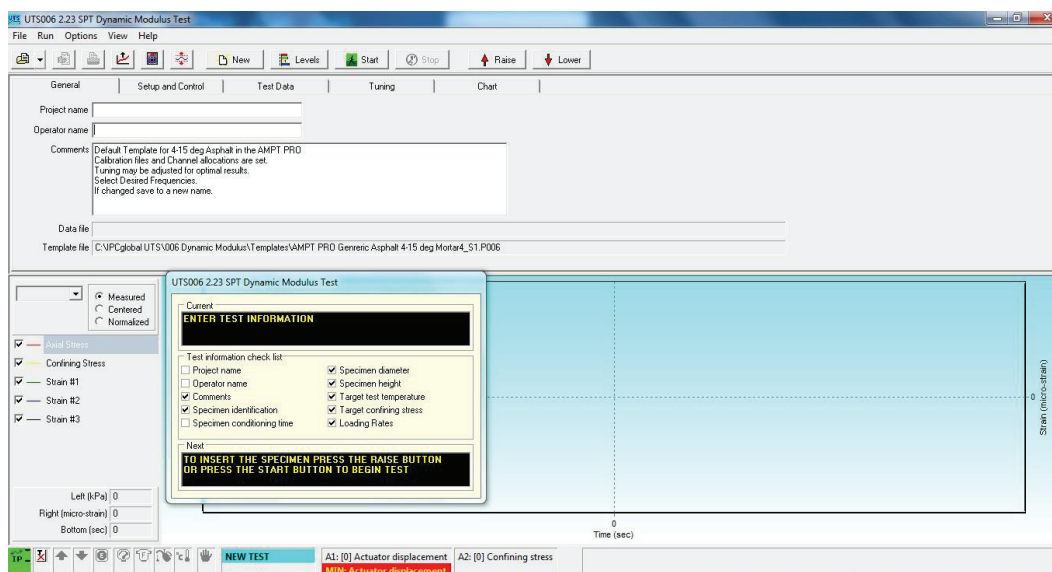 UTS006 2.23 SPT Dynamic Modulus Test
File Run Options View Help
New Levels Start Stop Raise Lower
General Setup and Control Test Data Tuning Chart
Project name
Operator name
Comments
Default Template for 4-15 deg Asphalt in the AMPT PRO
Calibration files and Channel allocations are set.
Tuning may be adjusted for optimal results.
Select Desired Frequencies.
If changed save to a new name.
Data file
Template file C:\IPCglobal UTS\006 Dynamic Modulus\Templates\AMPT PRO Genreric Asphalt 4-15 deg Mortar4_S1.P006
Measured
Centered
Normalized
Axial Stress
Confining Stress
Strain #1
Strain #2
Strain #3
Left (kPa) 0
Right (micro-strain) 0
Bottom (sec) 0
UTS006 2.23 SPT Dynamic Modulus Test
Current
ENTER TEST INFORMATION
Test information check list
Project name
Operator name
Comments
Specimen identification
Specimen conditioning time
Specimen diameter
Specimen height
Target test temperature
Target confining stress
Loading Rates
Next
TO INSERT THE SPECIMEN PRESS THE RAISE BUTTON
OR PRESS THE START BUTTON TO BEGIN TEST
0
Strain (micro-strain)
0
Time (sec)
NEW TEST
A1: [0] Actuator displacement
A2: [0] Confining stress
MIN: Actuator displacement